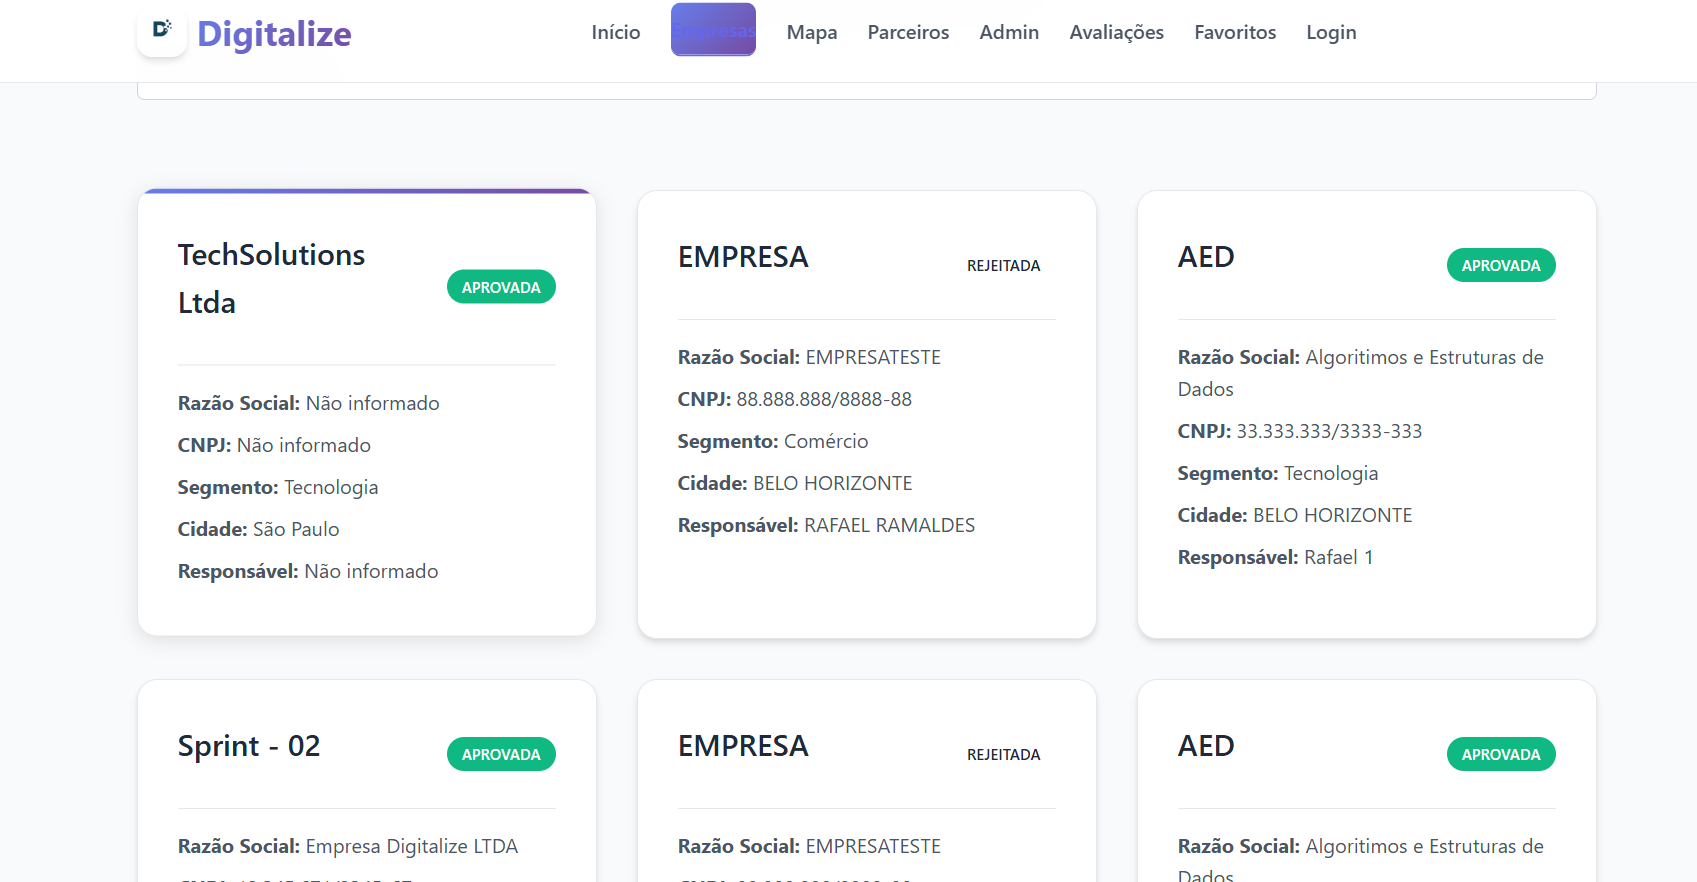 Digitalize
Início
Empresas
Mapa
Parceiros
Admin
Avaliações
Favoritos
Login
TechSolutions
Ltda
APROVADA
Razão Social: Não informado
CNPJ: Não informado
Segmento: Tecnologia
Cidade: São Paulo
Responsável: Não informado
EMPRESA
REJEITADA
Razão Social: EMPRESATESTE
CNPJ: 88.888.888/8888-88
Segmento: Comércio
Cidade: BELO HORIZONTE
Responsável: RAFAEL RAMALDES
AED
APROVADA
Razão Social: Algoritimos e Estruturas de
Dados
CNPJ: 33.333.333/3333-333
Segmento: Tecnologia
Cidade: BELO HORIZONTE
Responsável: Rafael 1
Sprint - 02
APROVADA
Razão Social: Empresa Digitalize LTDA
EMPRESA
REJEITADA
Razão Social: EMPRESATESTE
AED
APROVADA
Razão Social: Algoritimos e Estruturas de
Dados